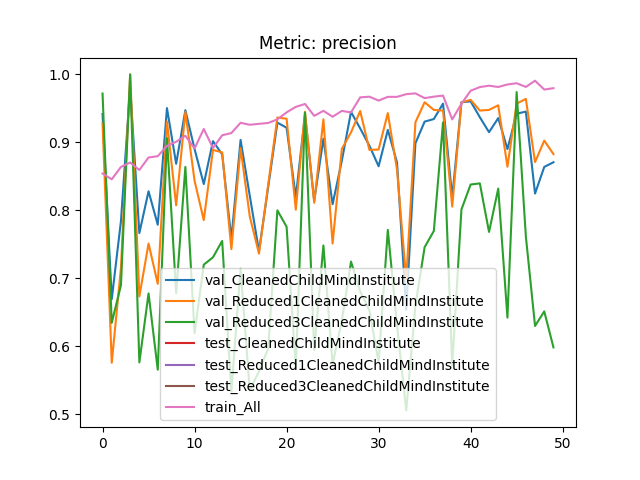 Metric: precision
1.0
0.9
0.8
0.7
0.6
0.5
val_CleanedChildMindInstitute
val_Reduced1CleanedChildMindInstitute
val_Reduced3CleanedChildMindInstitute
test_CleanedChildMindInstitute
test_Reduced1CleanedChildMindInstitute
test_Reduced3CleanedChildMindInstitute
train_All
0 10 20 30 40 50